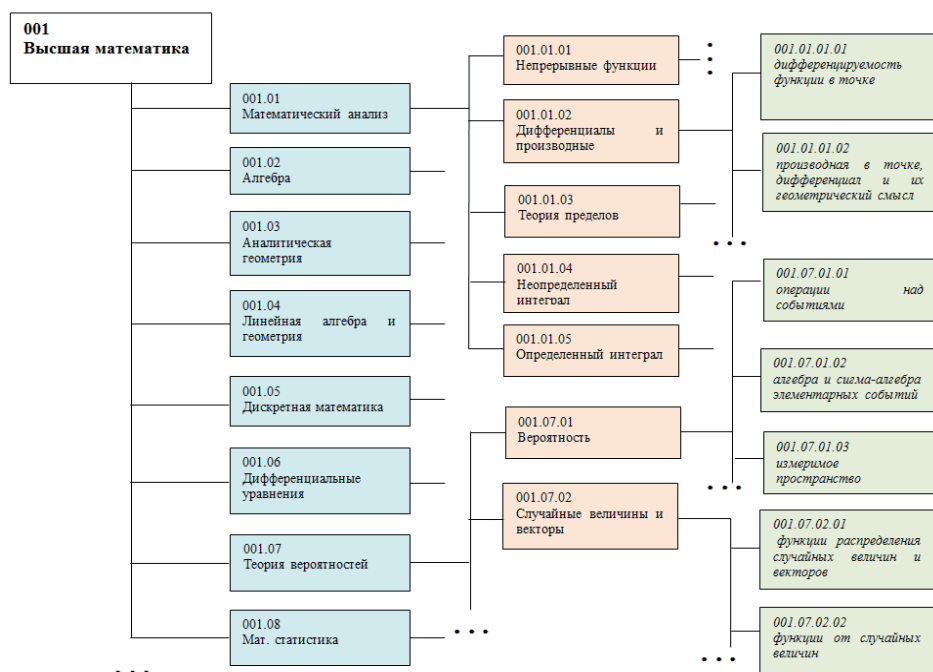 001
Высшая математика
001.01
Математический анализ
001.02
Алгебра
001.03
Аналитическая
геометрия
001.04
Линейная алгебра и
геометрия
001.05
Дискретная математика
001.06
Дифференциальные
уравнения
001.07
Теория вероятностей
001.08
Мат. статистика
...
001.01.01
Непрерывные функции
001.01.02
Дифференциалы и
производные
001.01.03
Теория пределов
001.01.04
Неопределенный
интеграл
001.01.05
Определенный интеграл
001.07.01
Вероятность
001.07.02
Случайные величины и
векторы
...
001.01.01.01
дифференцируемость
функции в точке
001.01.01.02
производная в точке,
дифференциал и их
геометрический смысл
...
001.07.01.01
операции над
событиями
001.07.01.02
алгебра и сигма-алгебра
элементарных событий
001.07.01.03
измеримое
пространство
...
001.07.02.01
функции распределения
случайных величин и
векторов
001.07.02.02
функции от случайных
величин
...